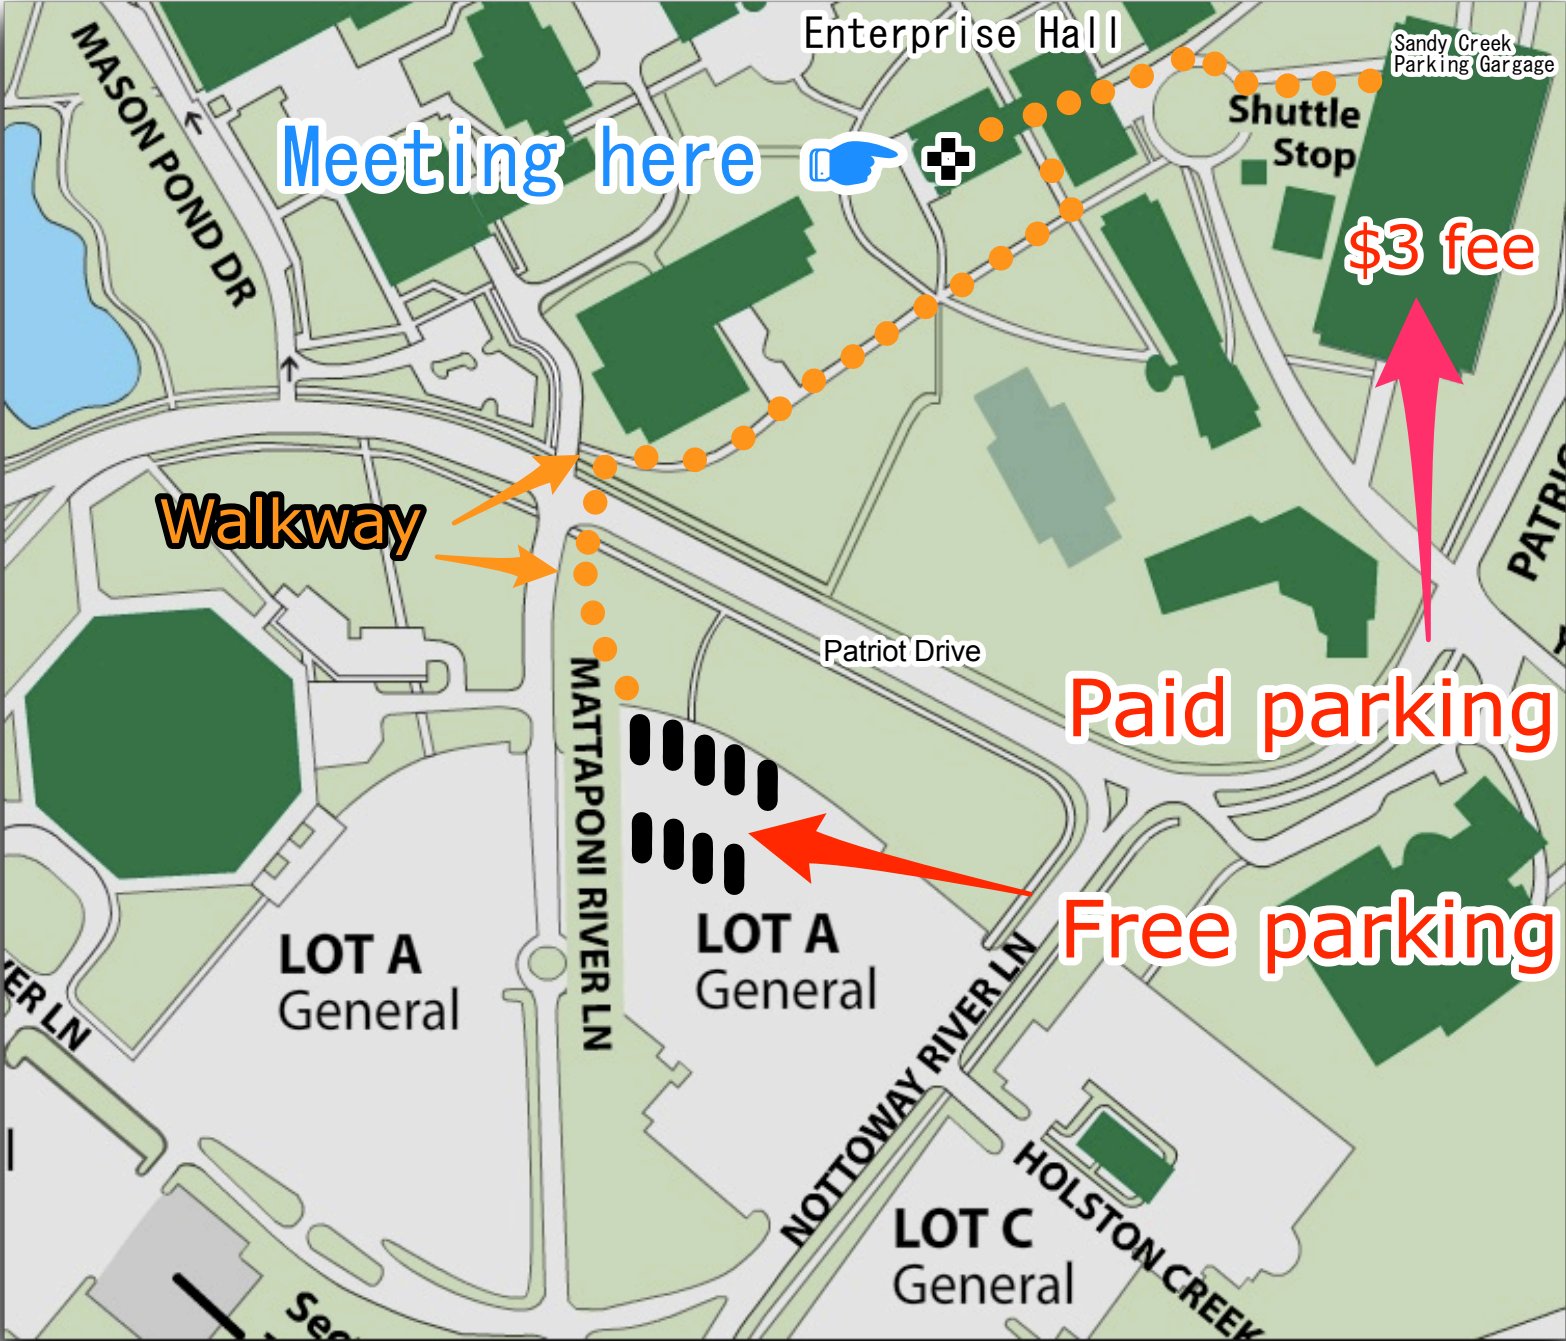 Enterprise Hall
Sandy Creek
Parking Gargage
MASON POND DR
Shuttle
Stop
Meeting here
$3 fee
Walkway
PATRI
Patriot Drive
Paid parking
MATTAPONI RIVER LN
Free parking
LOT A
General
LOT A
General
VER LN
NOTTOWAY RIVER LN
HOLSTON CREEK
LOT C
General
l
Sec